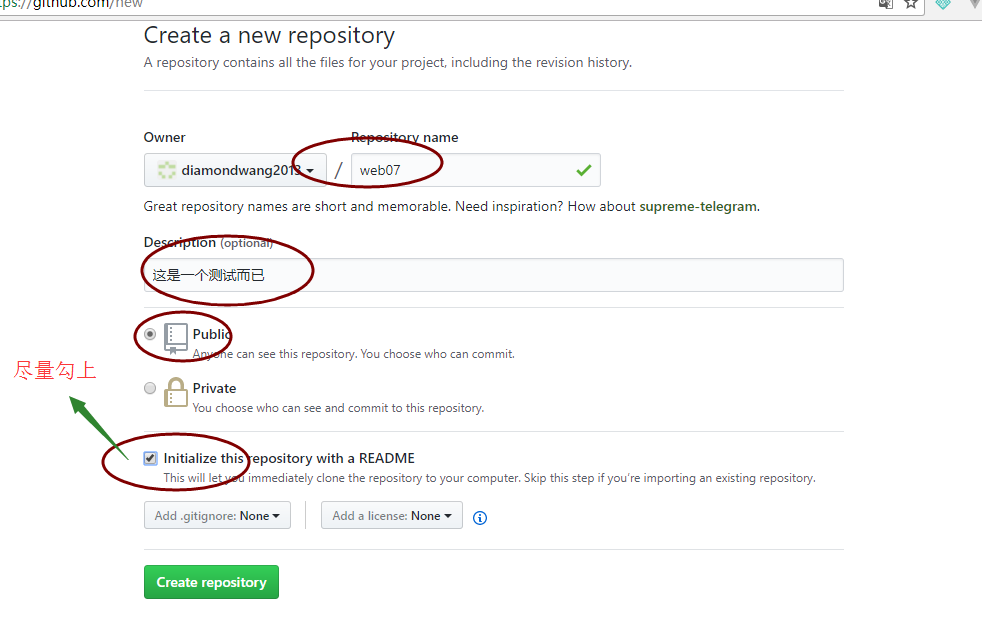 tps://github.com/new
Create a new repository
A repository contains all the files for your project, including the revision history.
Owner
Repository name
diamondwang2013 / web07
Great repository names are short and memorable. Need inspiration? How about supreme-telegram.
Description (optional)
这是一个测试而已
Public
Anyone can see this repository. You choose who can commit.
尽量勾上
Private
You choose who can see and commit to this repository.
Initialize this repository with a README
This will let you immediately clone the repository to your computer. Skip this step if you're importing an existing repository.
Add .gitignore: None
Add a license: None
Create repository